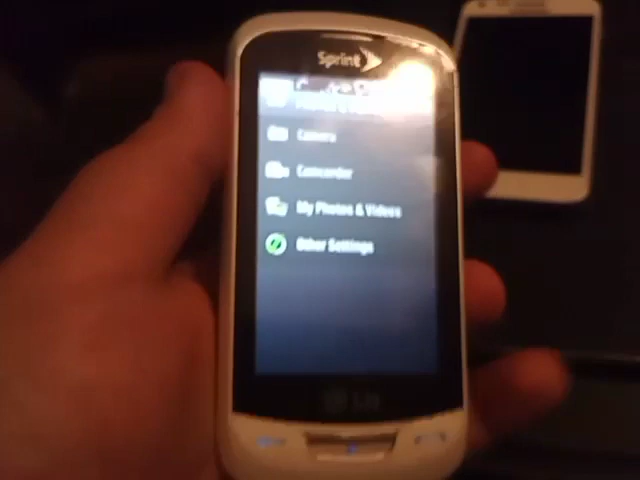 Sprint
Camera
Camcorder
My Photos & Videos
Other Settings
LG